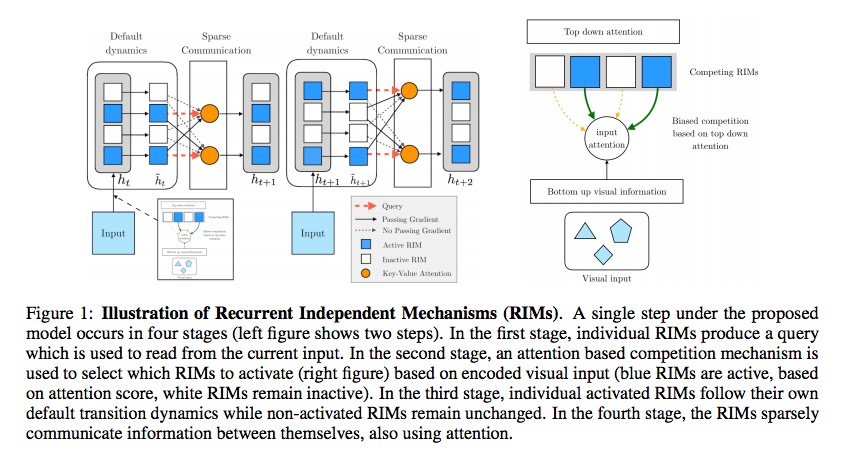 Default dynamics
Sparse Communication
Default dynamics
Sparse Communication
h_t
h̃_t
h_{t+1}
h_{t+1}
h̃_{t+1}
h_{t+2}
Input
Input
Query
Passing Gradient
No Passing Gradient
Active RIM
Inactive RIM
Key-Value Attention
Top down attention
Competing RIMs
input attention
Biased competition
based on top down
attention
Bottom up visual information
Visual input
Figure 1: Illustration of Recurrent Independent Mechanisms (RIMs). A single step under the proposed
model occurs in four stages (left figure shows two steps). In the first stage, individual RIMs produce a query
which is used to read from the current input. In the second stage, an attention based competition mechanism is
used to select which RIMs to activate (right figure) based on encoded visual input (blue RIMs are active, based
on attention score, white RIMs remain inactive). In the third stage, individual activated RIMs follow their own
default transition dynamics while non-activated RIMs remain unchanged. In the fourth stage, the RIMs sparsely
communicate information between themselves, also using attention.